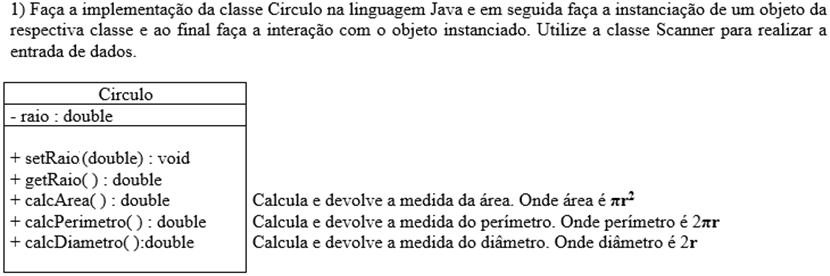 1) Faça a implementação da classe Circulo na linguagem Java e em seguida faça a instanciação de um objeto da
respectiva classe e ao final faça a interação com o objeto instanciado. Utilize a classe Scanner para realizar a
entrada de dados.
Circulo
- raio : double
+ setRaio(double) : void
+ getRaio( ) : double
+ calcArea( ) : double Calcula e devolve a medida da área. Onde área é πr²
+ calcPerimetro( ) : double Calcula e devolve a medida do perímetro. Onde perímetro é 2πr
+ calcDiametro( ):double Calcula e devolve a medida do diâmetro. Onde diâmetro é 2r